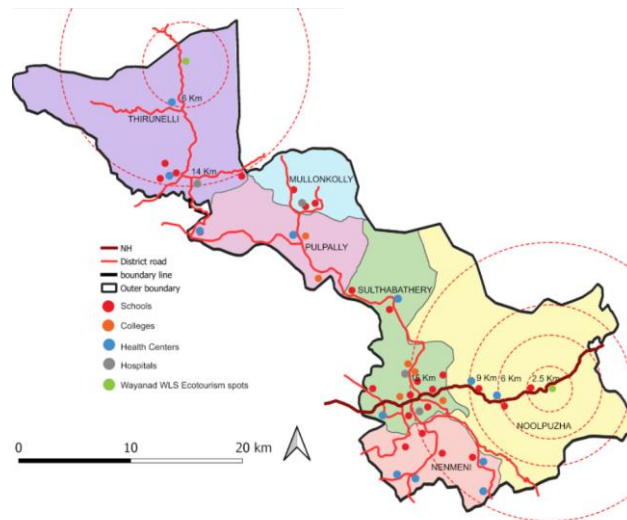 6 Km
THIRUNELLI
14 Km
MULLONKOLLY
PULPALLY
SULTHABATHERY
NH
District road
boundary line
Outer boundary
Schools
Colleges
Health Centers
Hospitals
Wayanad WLS Ecotourism spots
Km
9 Km
6 Km
2.5 Km
NOOLPUZHA
NENMENI
0
10
20 km